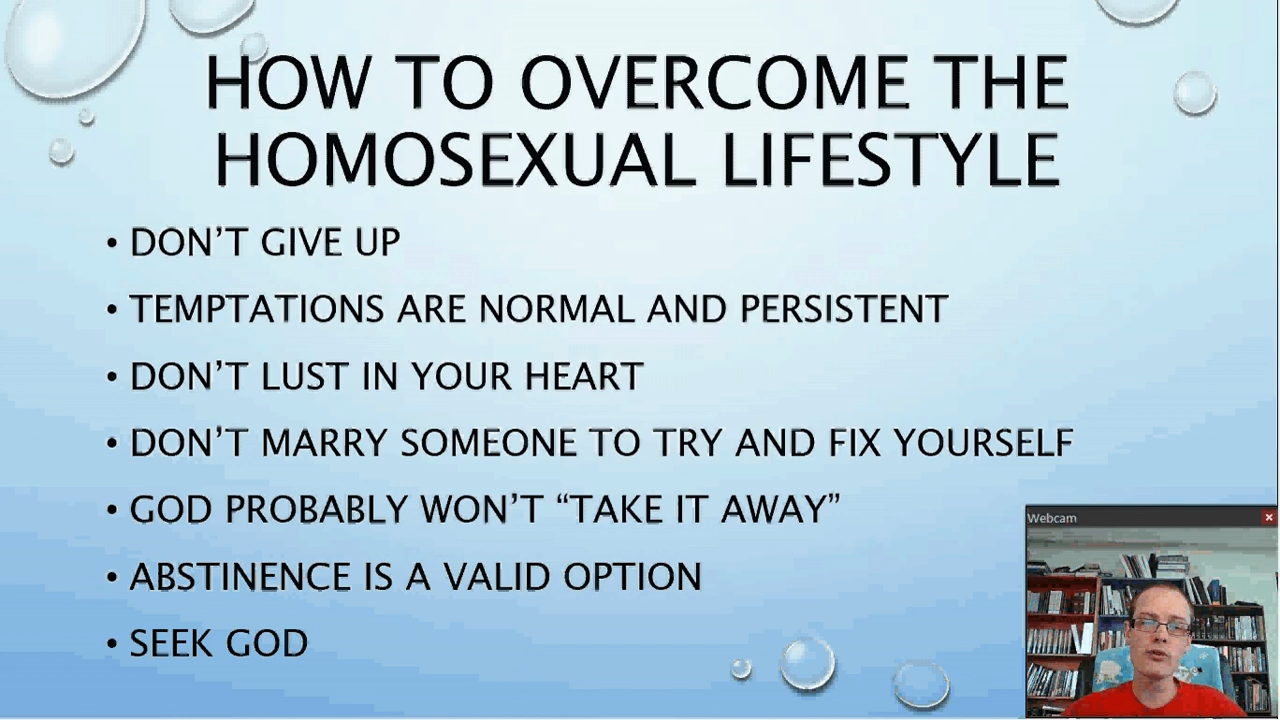 HOW TO OVERCOME THE
HOMOSEXUAL LIFESTYLE
• DON'T GIVE UP
• TEMPTATIONS ARE NORMAL AND PERSISTENT
• DON'T LUST IN YOUR HEART
• DON'T MARRY SOMEONE TO TRY AND FIX YOURSELF
• GOD PROBABLY WON'T “TAKE IT AWAY”
• ABSTINENCE IS A VALID OPTION
• SEEK GOD
Webcam